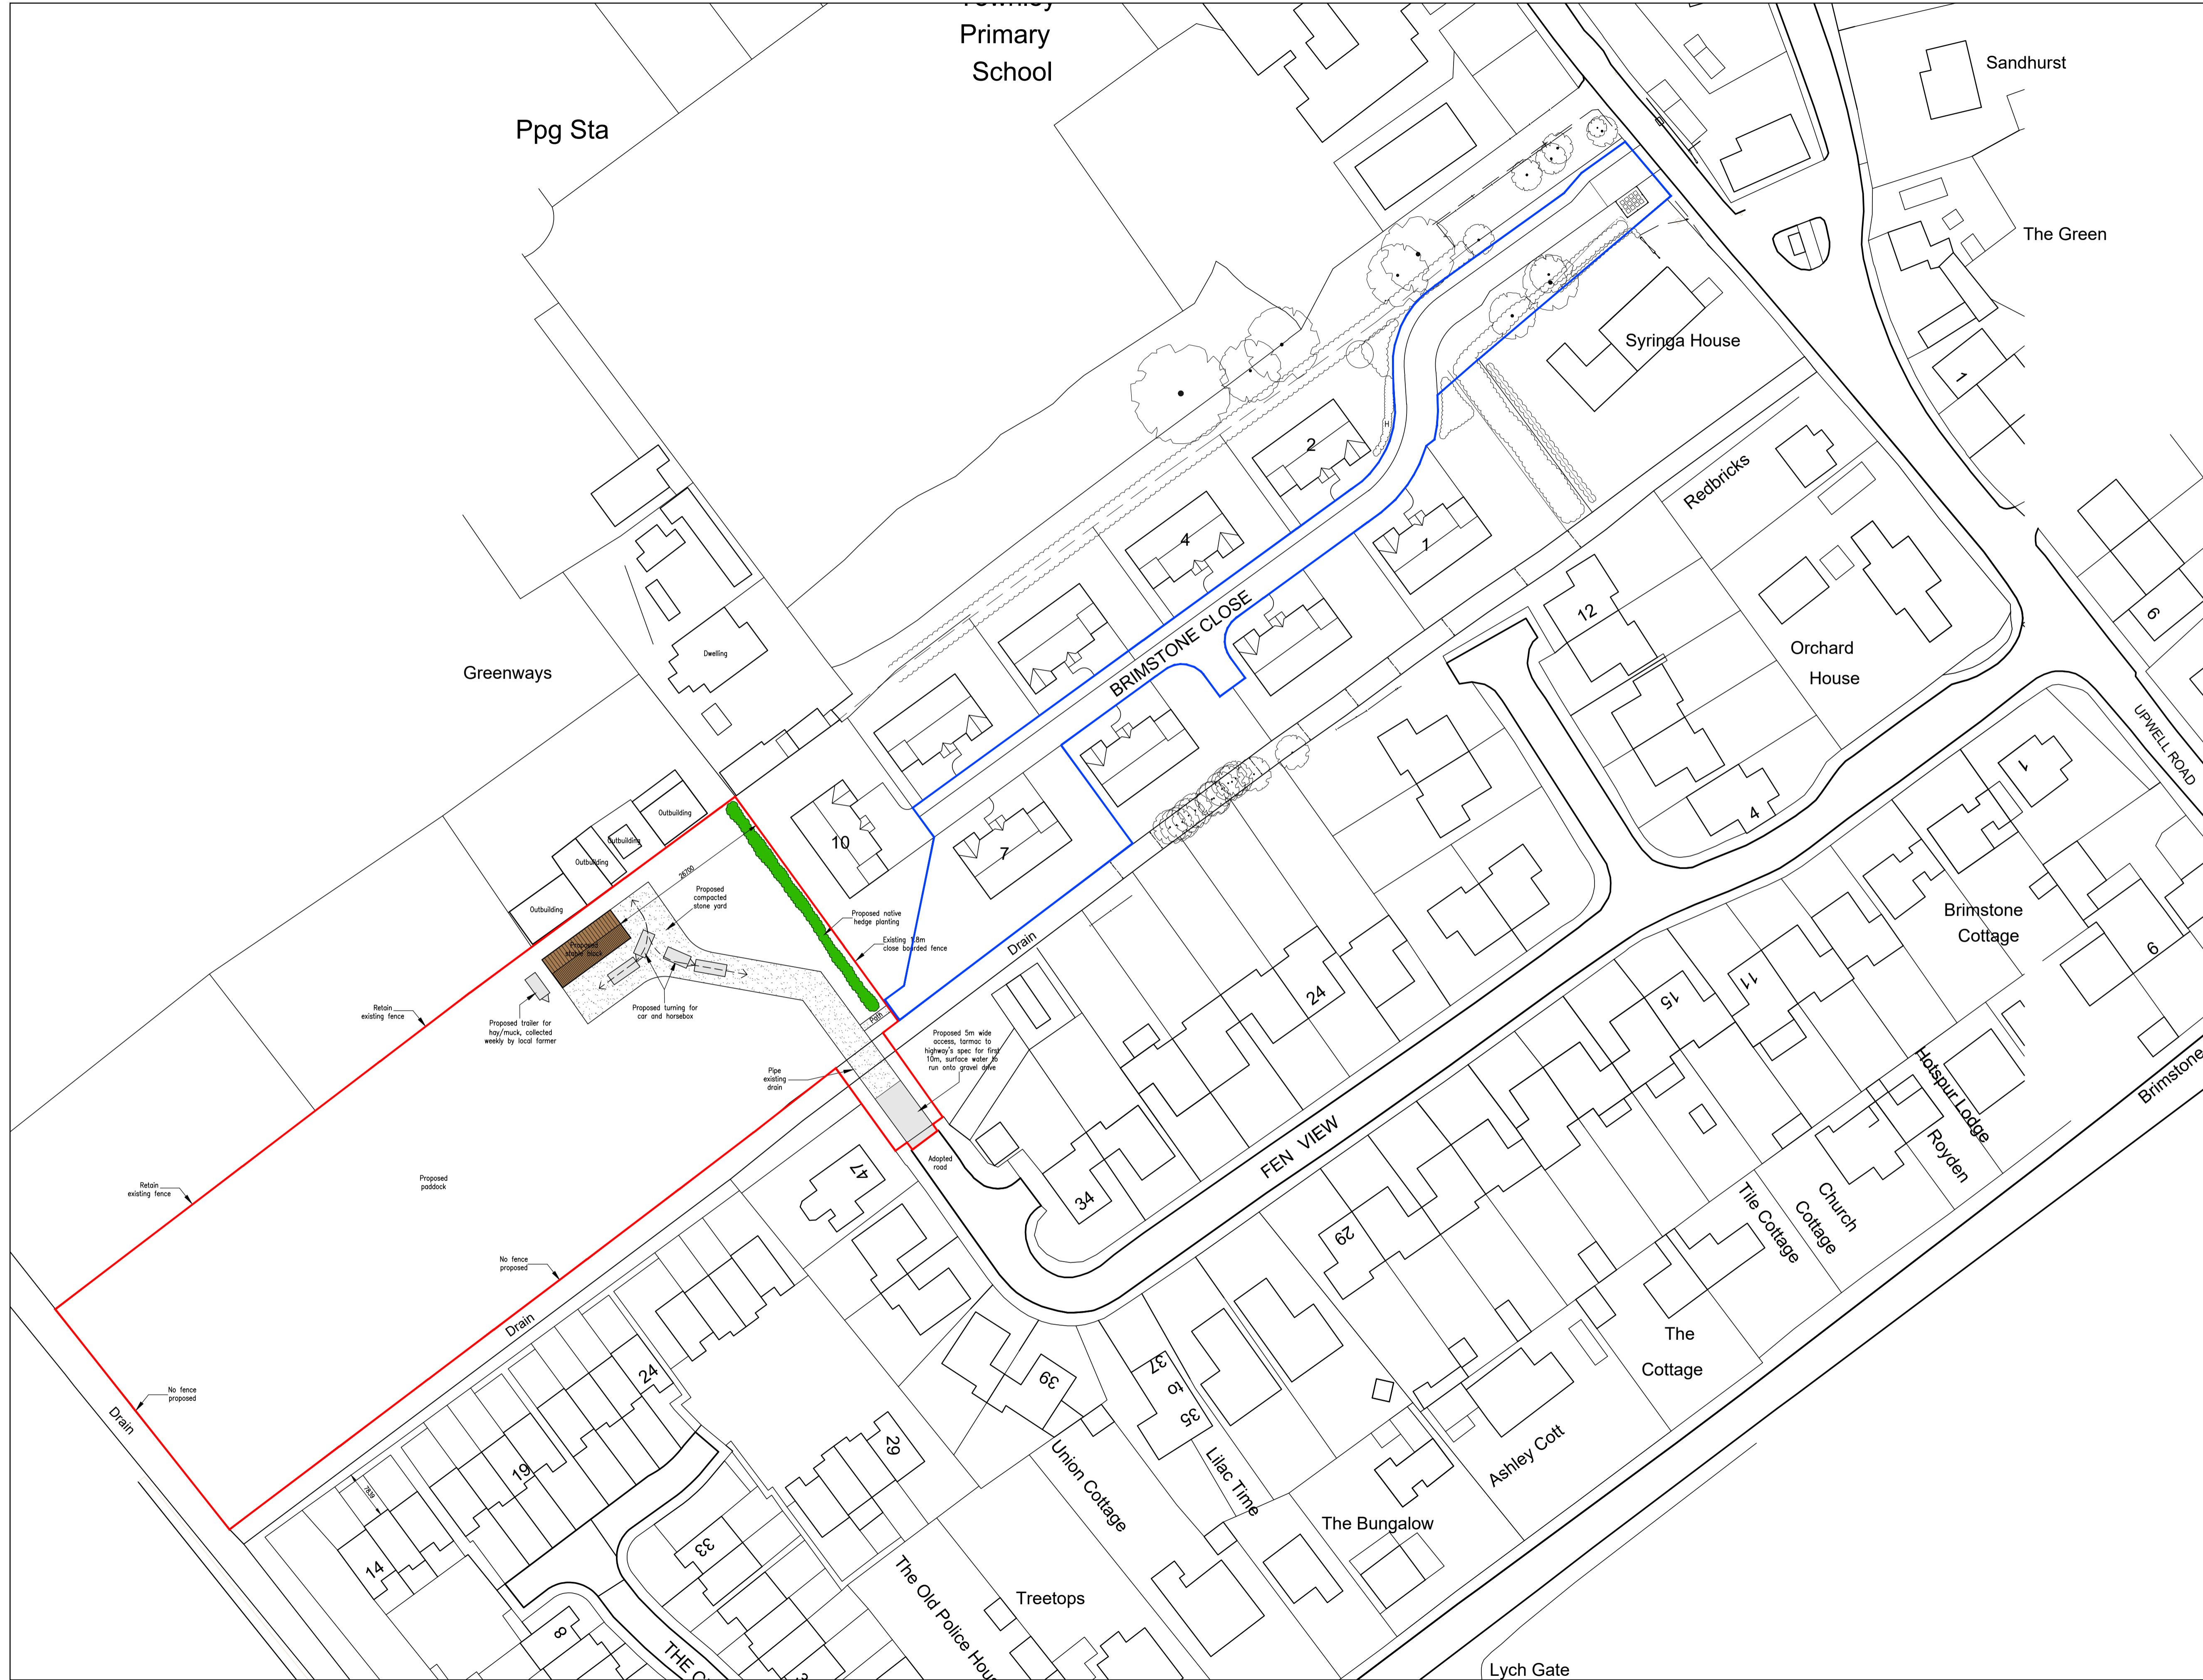 Primary
School
Ppg Sta
Sandhurst
The Green
Syringa House
1
2
Redbricks
4
1
12
BRIMSTONE CLOSE
Orchard
House
6
Dwelling
Greenways
UPWELL ROAD
1
4
Outbuilding
Outbuilding
Outbuilding
Outbuilding
10
7
26700
Proposed
compacted
stone yard
Proposed native
hedge planting
Existing 1.8m
close boarded fence
Brimstone
Cottage
9
Drain
Proposed
stable block
Retain
existing fence
Proposed trailer for
hay/muck, collected
weekly by local farmer
Proposed turning for
car and horsebox
Path
24
15
11
Proposed 5m wide
access, tarmac to
highway's spec for first
10m, surface water to
run onto gravel drive
Pipe
existing
drain
Hotspur Lodge
Brimstone
Royden
FEN VIEW
Adopted
road
47
34
Retain
existing fence
Proposed
paddock
Church
Cottage
Tile Cottage
29
No fence
proposed
Drain
The
Cottage
No fence
proposed
Drain
24
39
35
to
37
29
19
7839
Union Cottage
Lilac Time
Ashley Cott
The Bungalow
14
33
The Old Police Hous
Treetops
8
H
Lych Gate